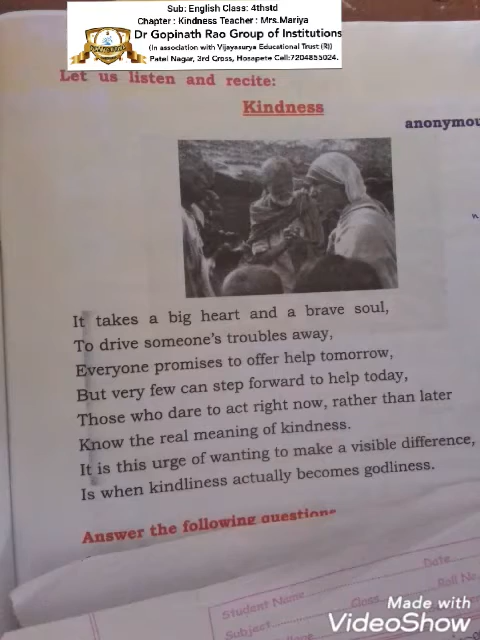 Sub: English Class: 4thstd
Chapter : Kindness Teacher : Mrs.Mariya
Dr Gopinath Rao Group of Institutions
(In association with Vijayasurya Educational Trust (R))
Patel Nagar, 3rd Cross, Hosapete Cell:7204855024.
Let us listen and recite:
Kindness
anonymou
It takes a big heart and a brave soul,
To drive someone's troubles away,
Everyone promises to offer help tomorrow,
But very few can step forward to help today,
Those who dare to act right now, rather than later
Know the real meaning of kindness.
It is this urge of wanting to make a visible difference,
Is when kindliness actually becomes godliness.
Answer the following questions
Date....
Student Name .......... Class ...... Roll No.
Subject..........
Made with
VideoShow